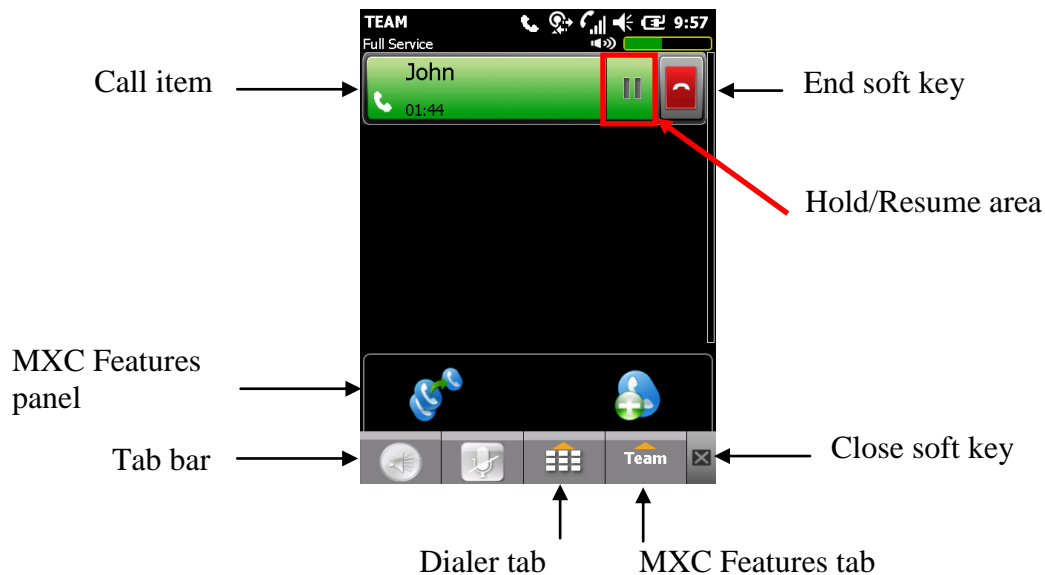 TEAM
9:57
Full Service
John
01:44
Call item
End soft key
Hold/Resume area
MXC Features
panel
Tab bar
Team
Close soft key
Dialer tab
MXC Features tab